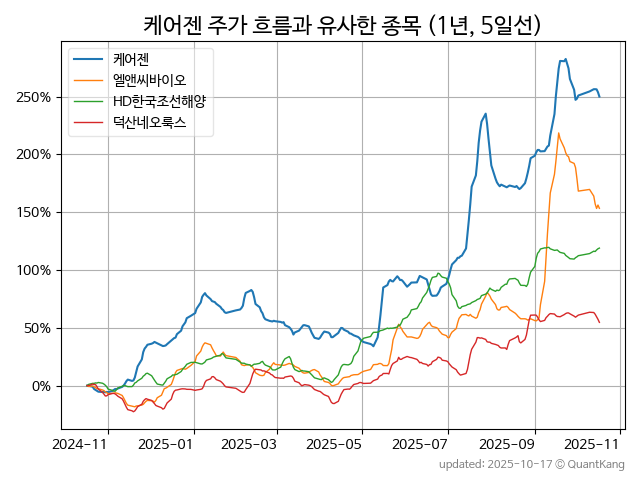 케어젠 주가 흐름과 유사한 종목 (1년, 5일선)
케어젠
엘앤씨바이오
HD한국조선해양
덕산네오룩스
250%
200%
150%
100%
50%
0%
2024-11
2025-01
2025-03
2025-05
2025-07
2025-09
2025-11
updated: 2025-10-17 © QuantKang